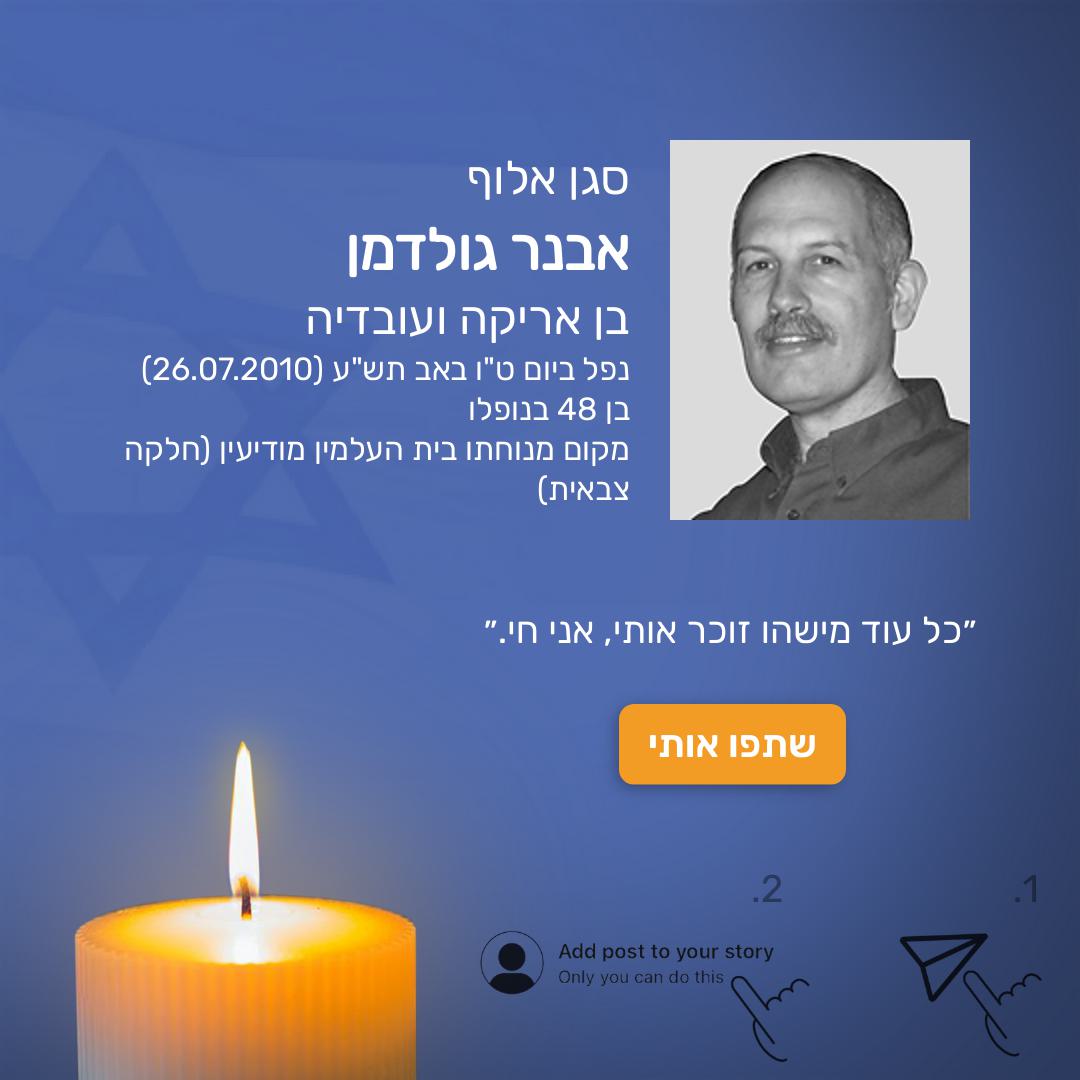 סגן אלוף
אבנר גולדמן
בן אריקה ועובדיה
נפל ביום ט"ו באב תש"ע (26.07.2010)
בן 48 בנופלו
מקום מנוחתו בית העלמין מודיעין (חלקה
צבאית)
״כל עוד מישהו זוכר אותי, אני חי.״
שתפו אותי
1.
2.
Add post to your story
Only you can do this